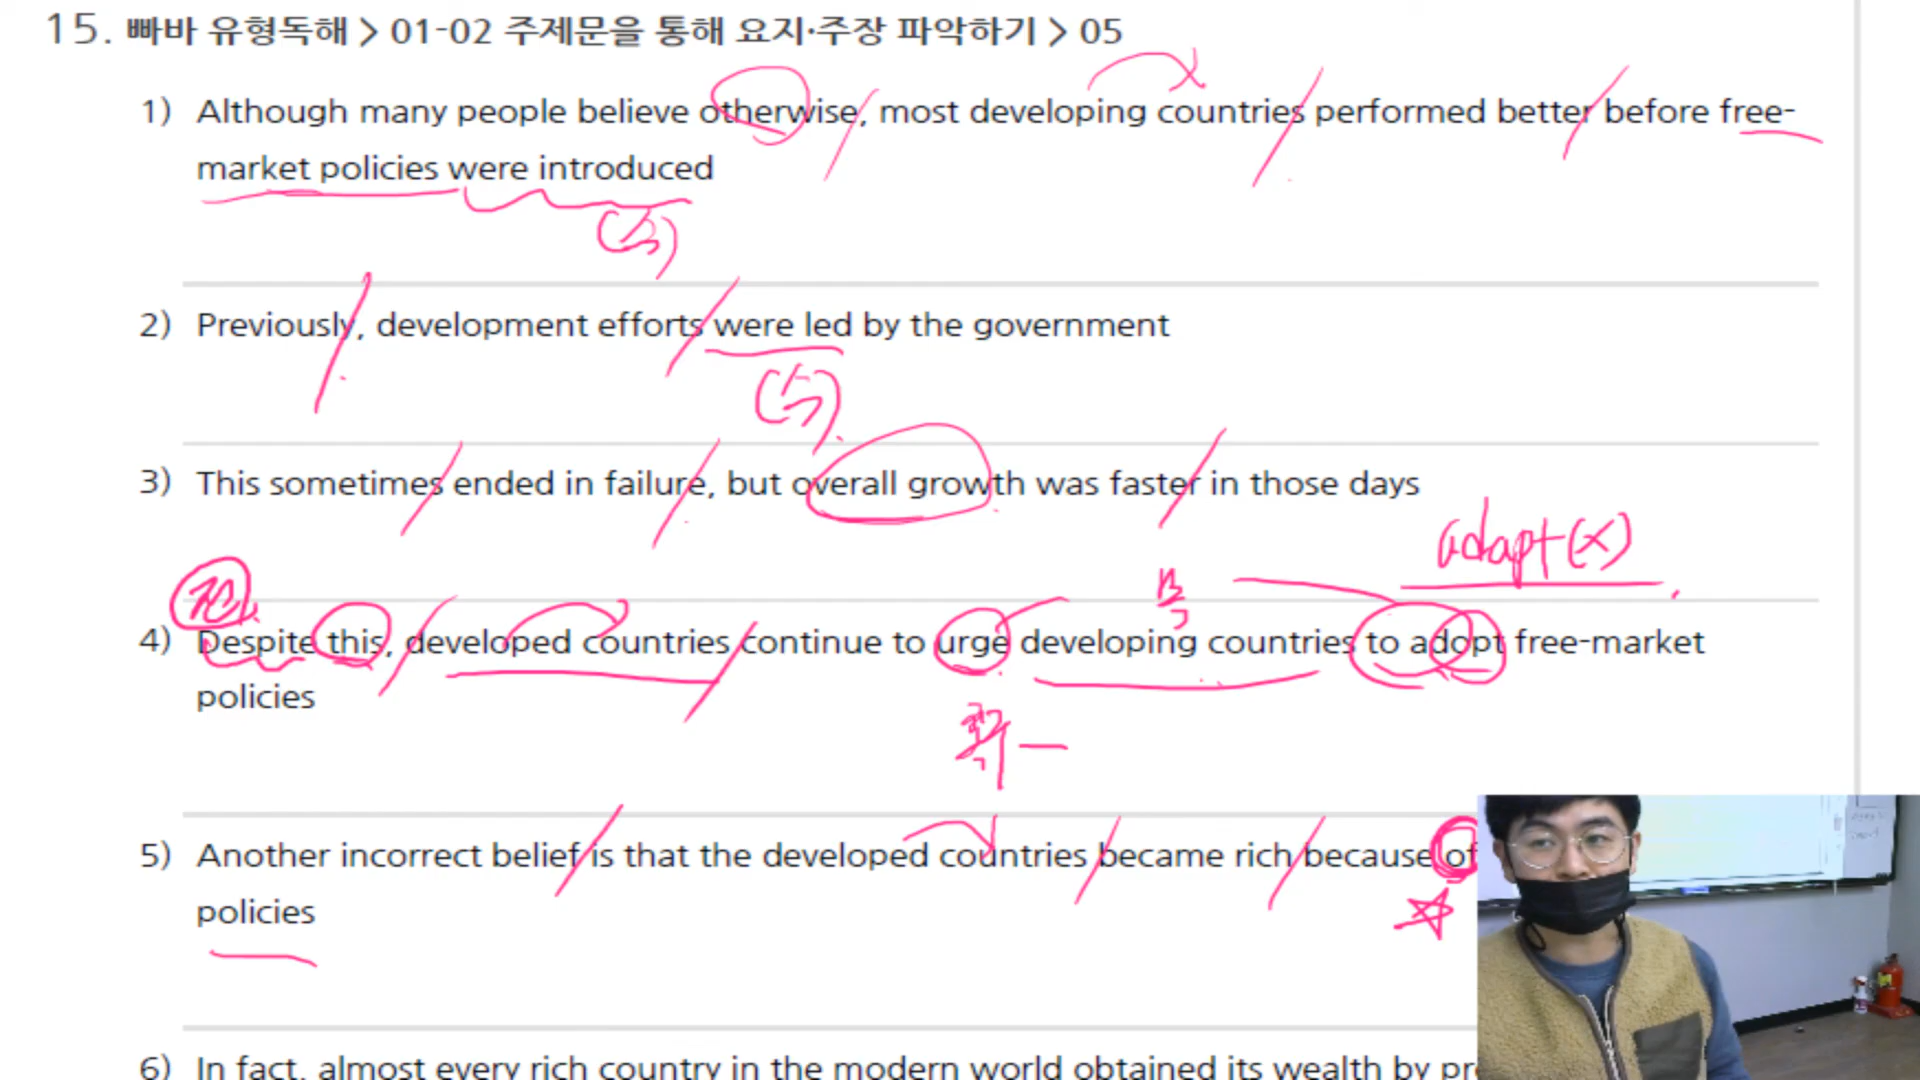 15. 빠바 유형독해 > 01-02 주제문을 통해 요지·주장 파악하기 > 05
1) Although many people believe otherwise, most developing countries performed better before free-
market policies were introduced
(수)
2) Previously, development efforts were led by the government
(수)
3) This sometimes ended in failure, but overall growth was faster in those days
adapt(x)
전
목
4) Despite this, developed countries continue to urge developing countries to adopt free-market
policies
5) Another incorrect belief is that the developed countries became rich because of
policies
6) In fact, almost every rich country in the modern world obtained its wealth by pr